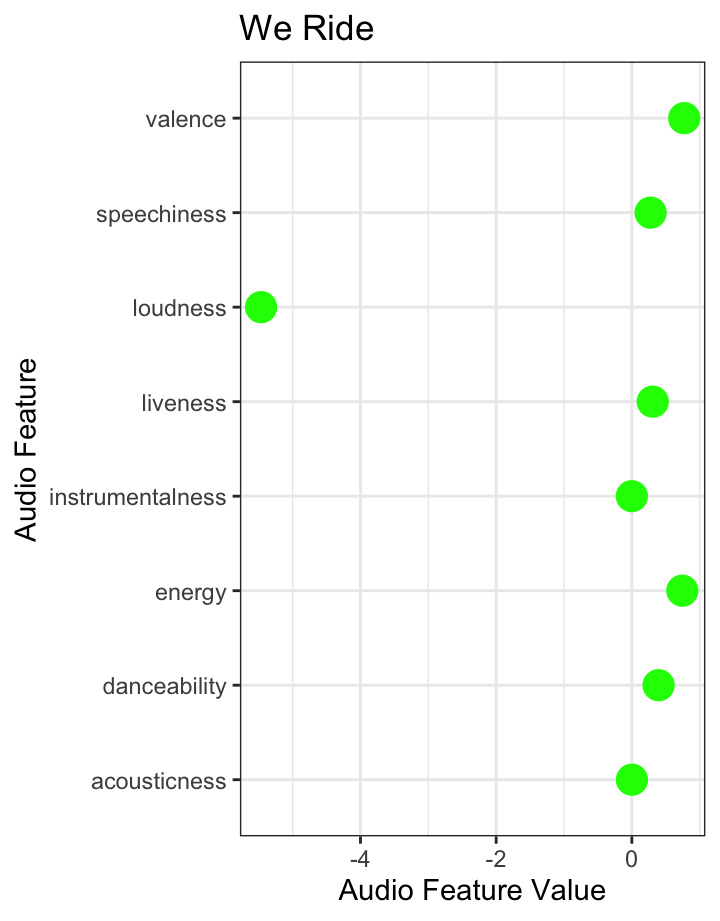 We Ride
valence
speechiness
loudness
liveness
instrumentalness
energy
danceability
acousticness
Audio Feature
-4
-2
0
Audio Feature Value